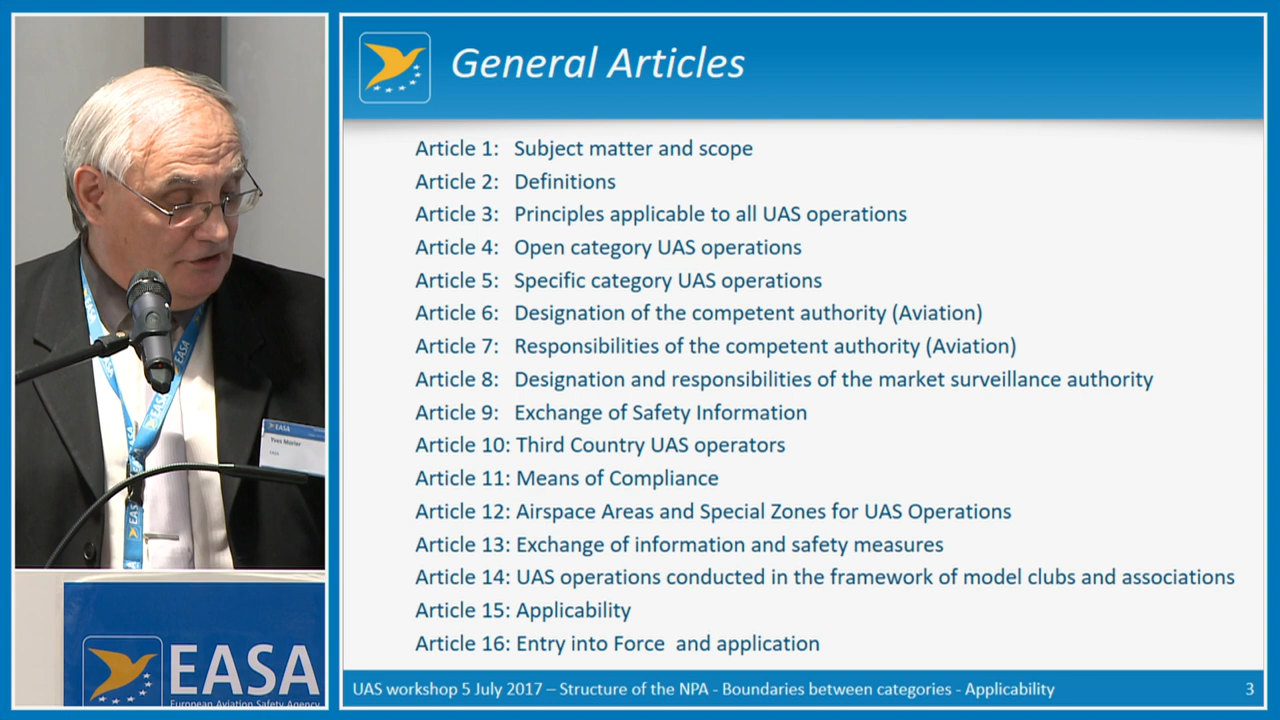 General Articles
Article 1: Subject matter and scope
Article 2: Definitions
Article 3: Principles applicable to all UAS operations
Article 4: Open category UAS operations
Article 5: Specific category UAS operations
Article 6: Designation of the competent authority (Aviation)
Article 7: Responsibilities of the competent authority (Aviation)
Article 8: Designation and responsibilities of the market surveillance authority
Article 9: Exchange of Safety Information
Article 10: Third Country UAS operators
Article 11: Means of Compliance
Article 12: Airspace Areas and Special Zones for UAS Operations
Article 13: Exchange of information and safety measures
Article 14: UAS operations conducted in the framework of model clubs and associations
Article 15: Applicability
Article 16: Entry into Force and application
UAS workshop 5 July 2017 – Structure of the NPA - Boundaries between categories - Applicability 3
EASA
EASA
EASA
Yves Morier
EASA
European Aviation Safety Agency